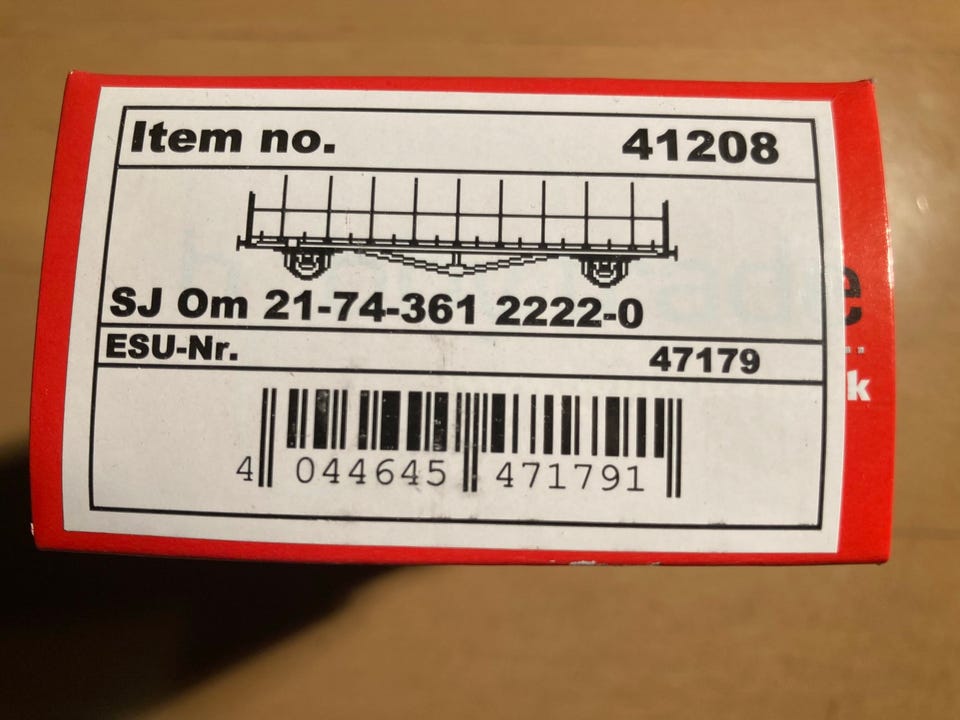 Item no. 41208
SJ Om 21-74-361 2222-0
ESU-Nr. 47179
4 044645 471791
e
k